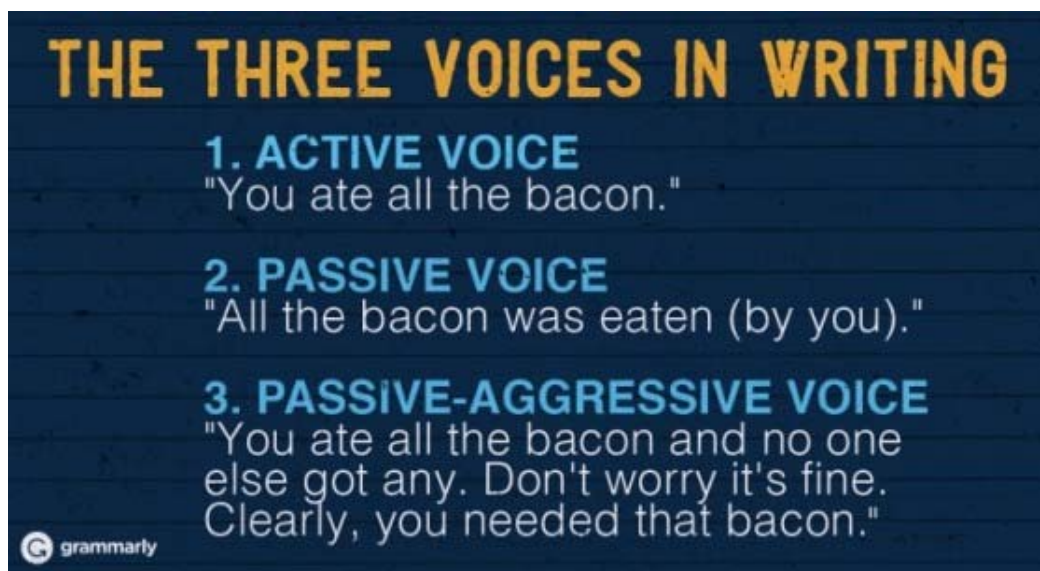 THE THREE VOICES IN WRITING
1. ACTIVE VOICE
"You ate all the bacon."
2. PASSIVE VOICE
"All the bacon was eaten (by you)."
3. PASSIVE-AGGRESSIVE VOICE
"You ate all the bacon and no one
else got any. Don't worry it's fine.
Clearly, you needed that bacon."
grammarly